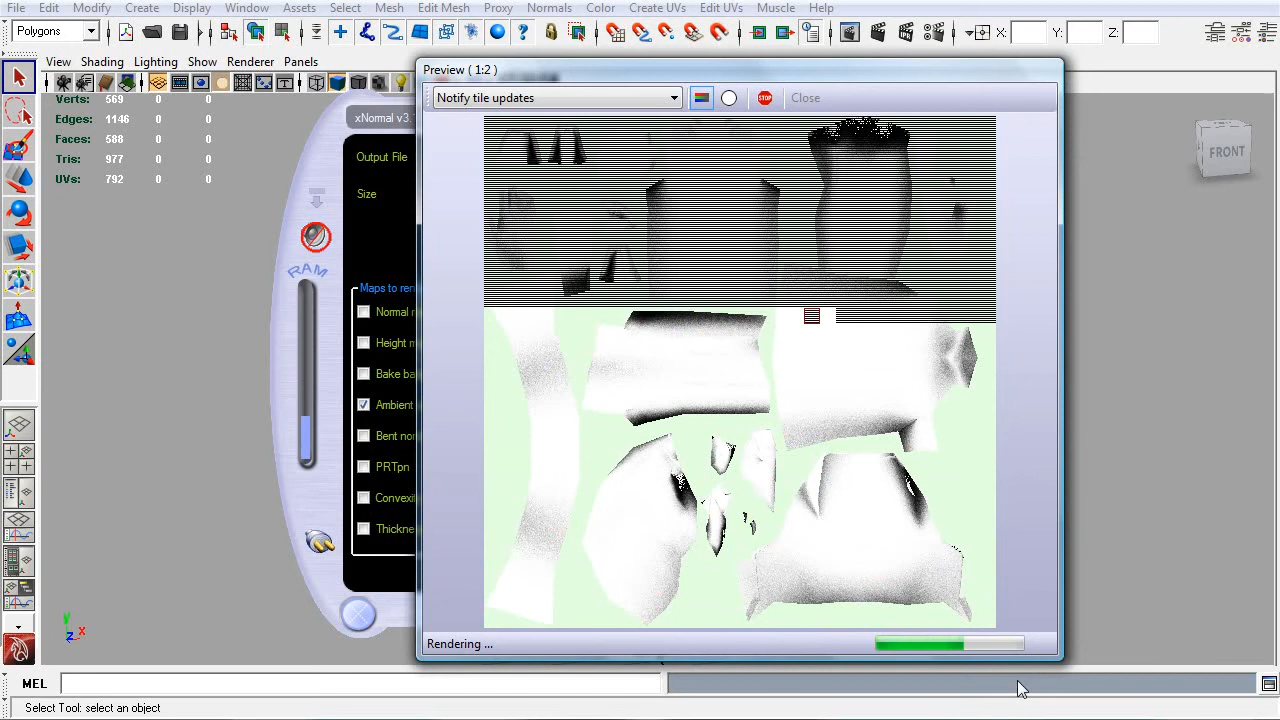 File Edit Modify Create Display Window Assets Select Mesh Edit Mesh Proxy Normals Color Create UVs Edit UVs Muscle Help
Polygons X: Y: Z:
View Shading Lighting Show Renderer Panels
Preview ( 1:2 )
Notify tile updates STOP Close
Verts: 569 0 0
Edges: 1146 0 0
Faces: 588 0 0
Tris: 977 0 0
UVs: 792 0 0
xNormal v3.
Output File
Size
FRONT
RAM
Maps to ren
Normal
Height
Bake ba
Ambient
Bent nor
PRTpn
Convexi
Thickne
y
z x
Rendering ...
MEL
Select Tool: select an object